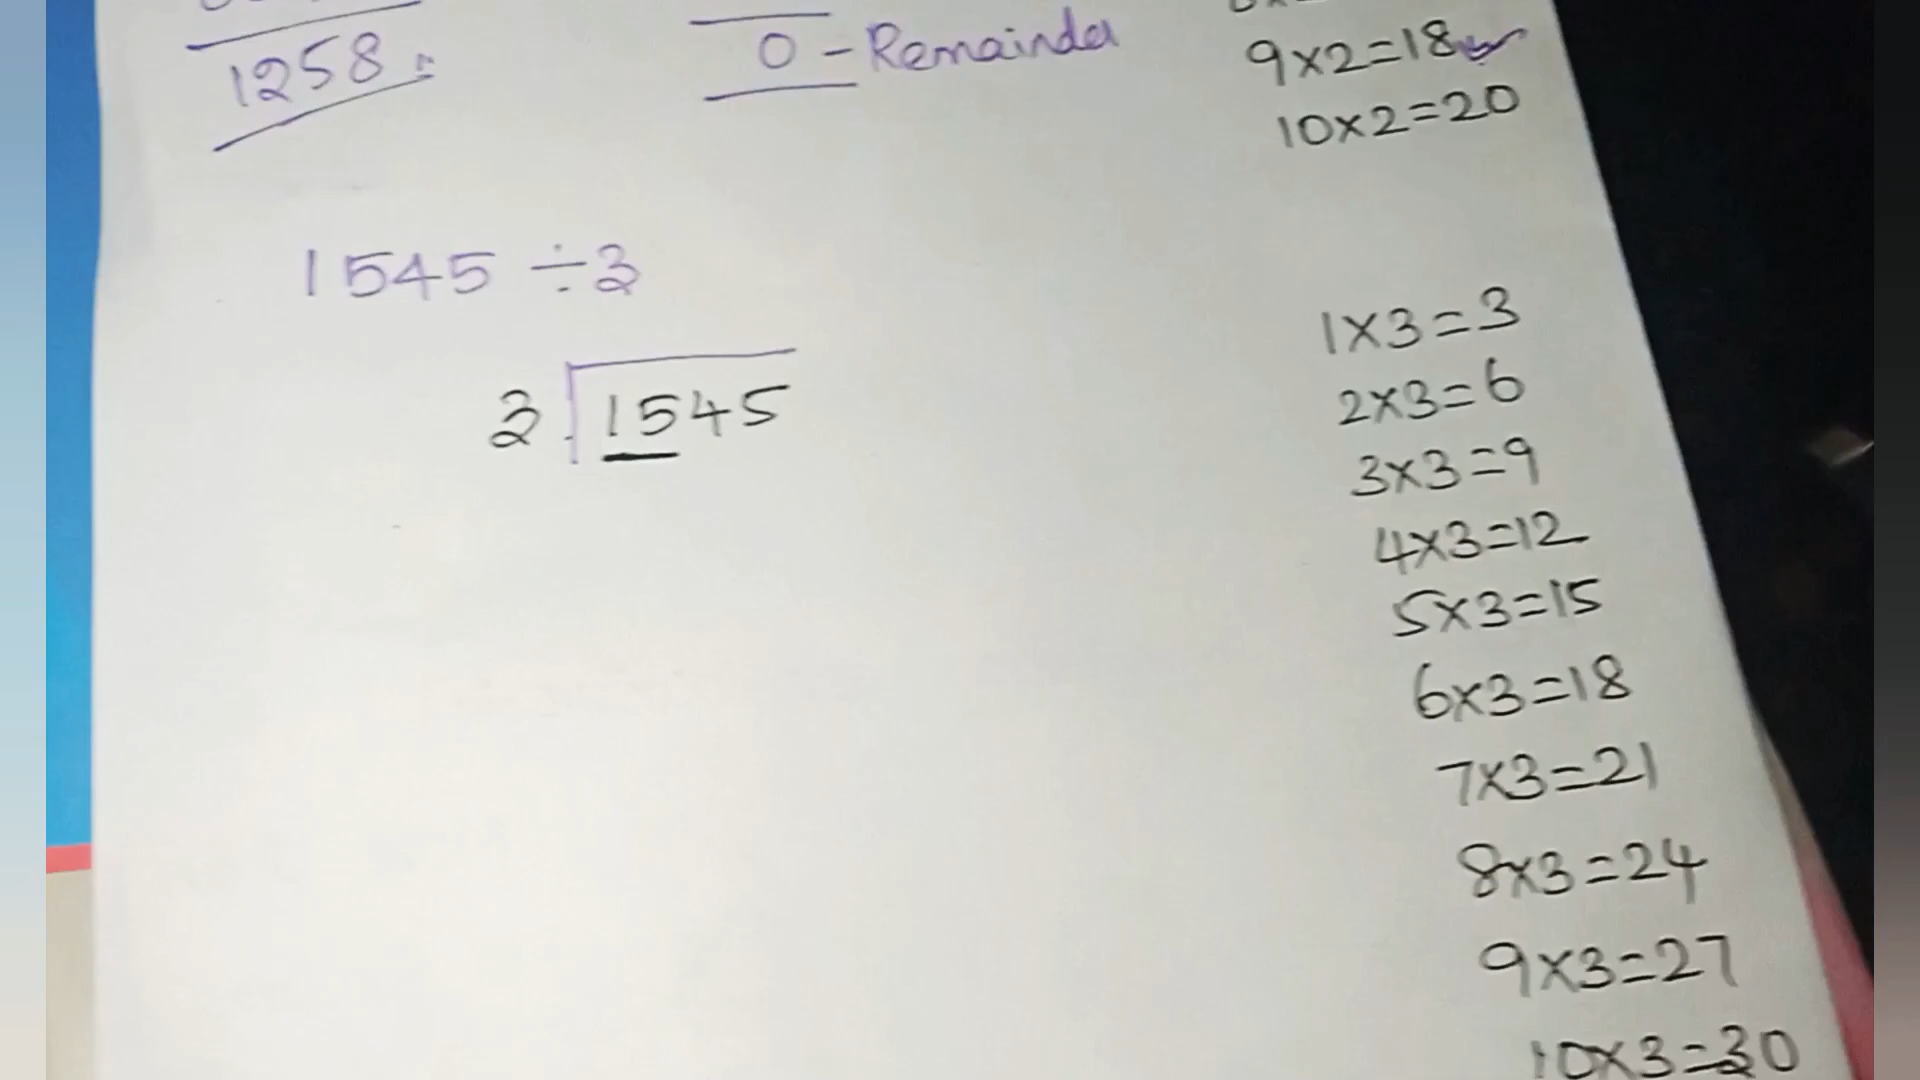 1258
0 - Remainder
9x2=18
10x2=20
1545 ÷3
3 1545
1x3=3
2x3=6
3x3=9
4x3=12
5x3=15
6x3=18
7x3=21
8x3=24
9x3=27
10x3=30